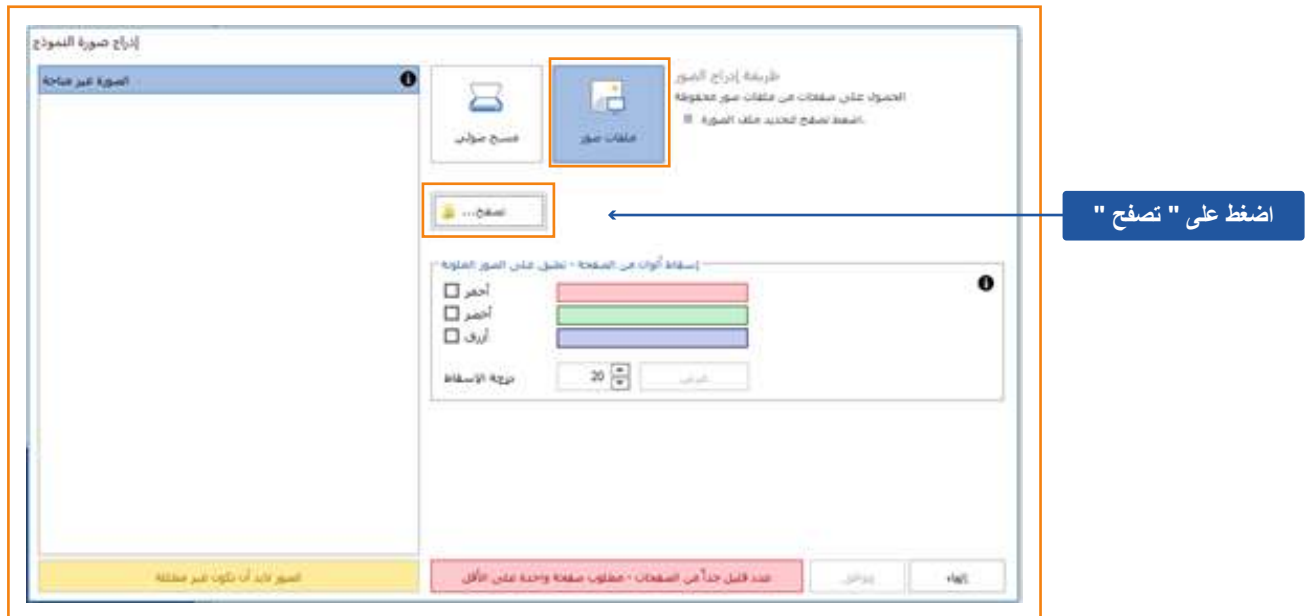 إدراج صورة النموذج
الصورة غير متاحة
طريقة إدراج الصور
الحصول على صفحات من ملفات صور محفوظة
اضغط تصفح لتحديد ملف الصورة.
ملفات صور
مسح ضوئي
تصفح...
اضغط على " تصفح "
إسقاط ألوان من الصفحة - تطبق على الصور الملونة
أحمر
أخضر
أزرق
درجة الإسقاط
20
عرض
الصور لابد أن تكون غير مظللة
عدد قليل جداً من الصفحات - مطلوب صفحة واحدة على الأقل
موافق
إلغاء